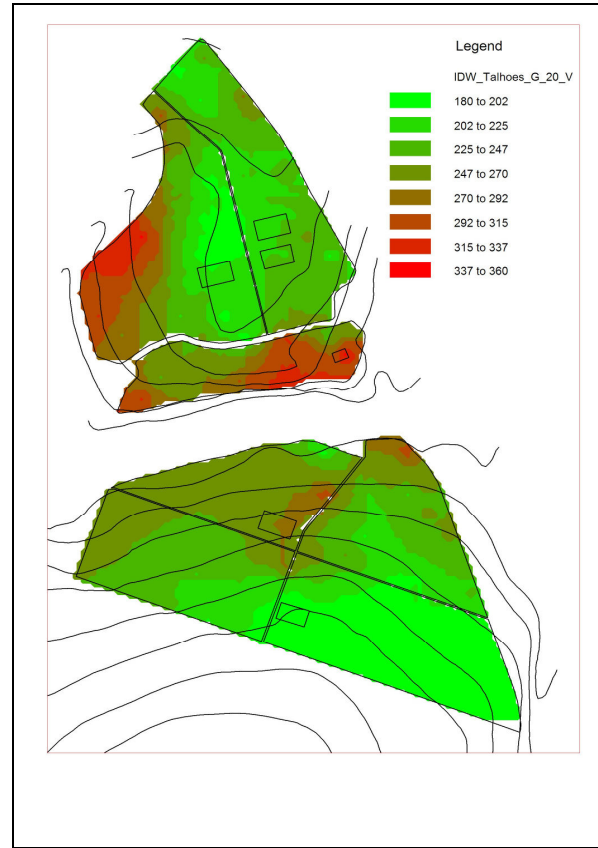 Legend
IDW_Talhoes_G_20_V
180 to 202
202 to 225
225 to 247
247 to 270
270 to 292
292 to 315
315 to 337
337 to 360